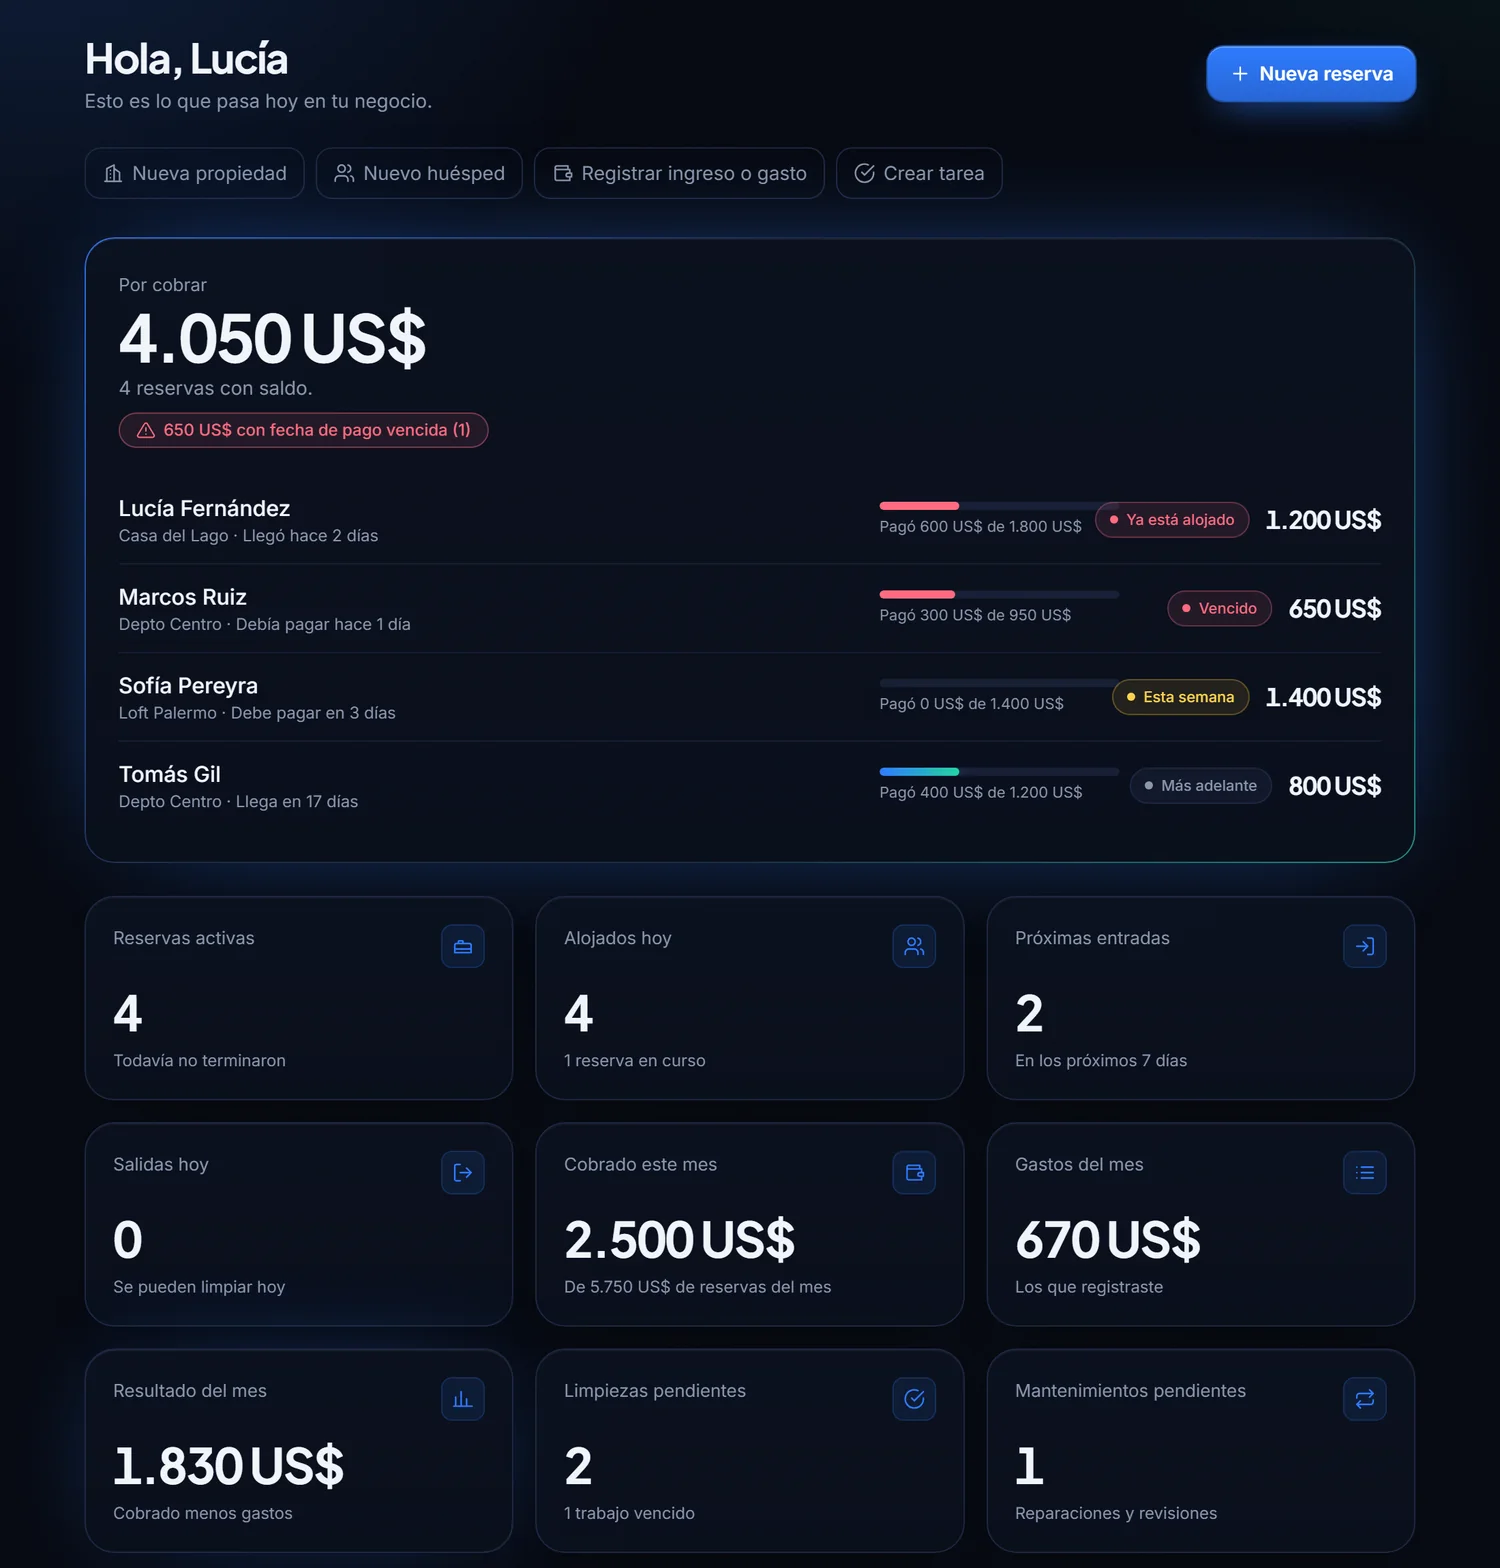 Hola, Lucía
Nueva reserva
Esto es lo que pasa hoy en tu negocio.
Nueva propiedad
Nuevo huésped
Registrar ingreso o gasto
Crear tarea
Por cobrar
4.050 US$
4 reservas con saldo.
650 US$ con fecha de pago vencida (1)
Lucía Fernández
Casa del Lago · Llegó hace 2 días
Pagó 600 US$ de 1.800 US$
Ya está alojado
1.200 US$
Marcos Ruiz
Depto Centro · Debía pagar hace 1 día
Pagó 300 US$ de 950 US$
Vencido
650 US$
Sofía Pereyra
Loft Palermo · Debe pagar en 3 días
Pagó 0 US$ de 1.400 US$
Esta semana
1.400 US$
Tomás Gil
Depto Centro · Llega en 17 días
Pagó 400 US$ de 1.200 US$
Más adelante
800 US$
Reservas activas
4
Todavía no terminaron
Alojados hoy
4
1 reserva en curso
Próximas entradas
2
En los próximos 7 días
Salidas hoy
0
Se pueden limpiar hoy
Cobrado este mes
2.500 US$
De 5.750 US$ de reservas del mes
Gastos del mes
670 US$
Los que registraste
Resultado del mes
1.830 US$
Cobrado menos gastos
Limpiezas pendientes
2
1 trabajo vencido
Mantenimientos pendientes
1
Reparaciones y revisiones